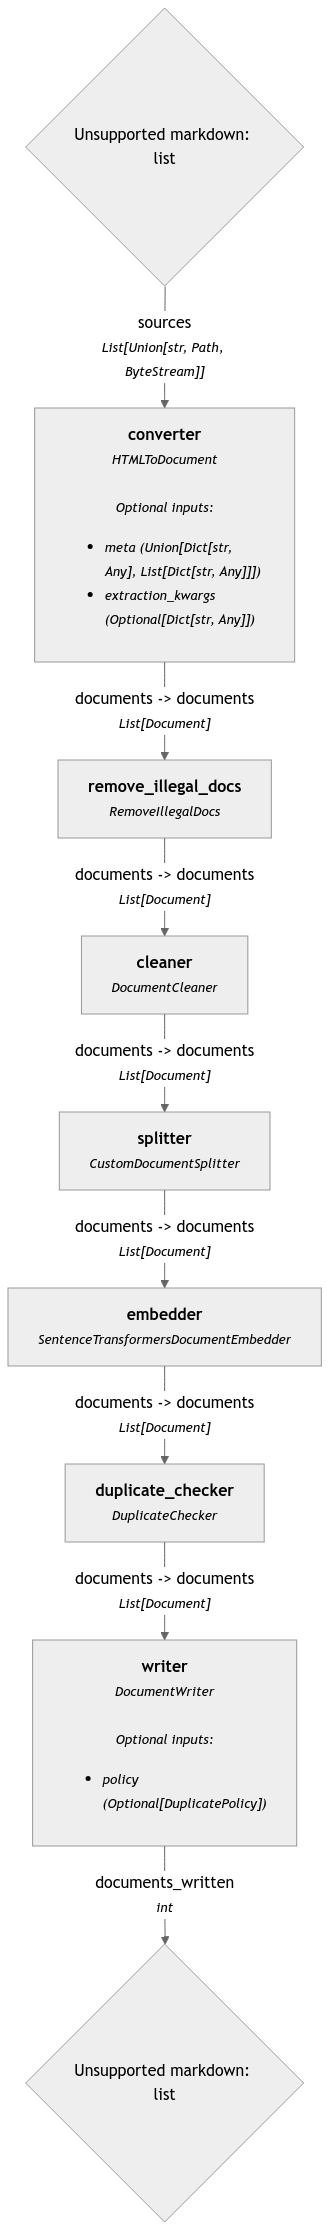 Unsupported markdown:
list
sources
List[Union[str, Path,
ByteStream]]
converter
HTMLToDocument
Optional inputs:
• meta (Union[Dict[str,
Any], List[Dict[str, Any]]])
• extraction_kwargs
(Optional[Dict[str, Any]])
documents -> documents
List[Document]
remove_illegal_docs
RemoveIllegalDocs
documents -> documents
List[Document]
cleaner
DocumentCleaner
documents -> documents
List[Document]
splitter
CustomDocumentSplitter
documents -> documents
List[Document]
embedder
SentenceTransformersDocumentEmbedder
documents -> documents
List[Document]
duplicate_checker
DuplicateChecker
documents -> documents
List[Document]
writer
DocumentWriter
Optional inputs:
• policy
(Optional[DuplicatePolicy])
documents_written
int
Unsupported markdown:
list